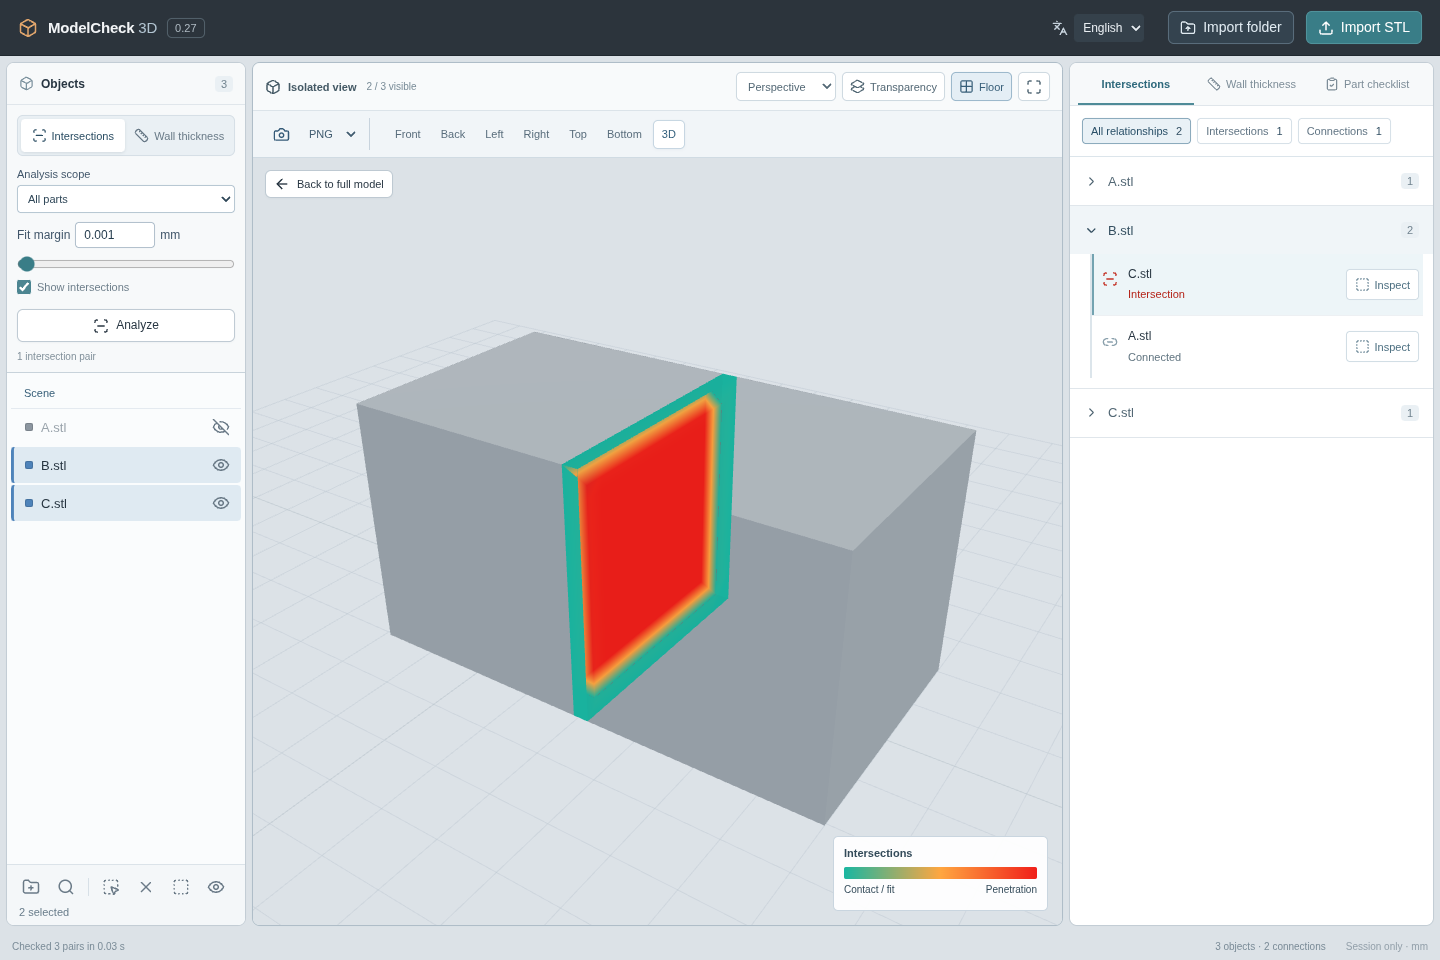 ModelCheck 3D 0.27
English
Import folder
Import STL
Objects 3
Intersections Wall thickness
Analysis scope
All parts
Fit margin 0.001 mm
Show intersections
Analyze
1 intersection pair
Scene
A.stl
B.stl
C.stl
2 selected
Isolated view 2 / 3 visible
Perspective Transparency Floor
PNG Front Back Left Right Top Bottom 3D
Back to full model
Intersections
Contact / fit Penetration
Intersections Wall thickness Part checklist
All relationships 2 Intersections 1 Connections 1
A.stl 1
B.stl 2
C.stl
Intersection
Inspect
A.stl
Connected
Inspect
C.stl 1
Checked 3 pairs in 0.03 s
3 objects · 2 connections Session only · mm